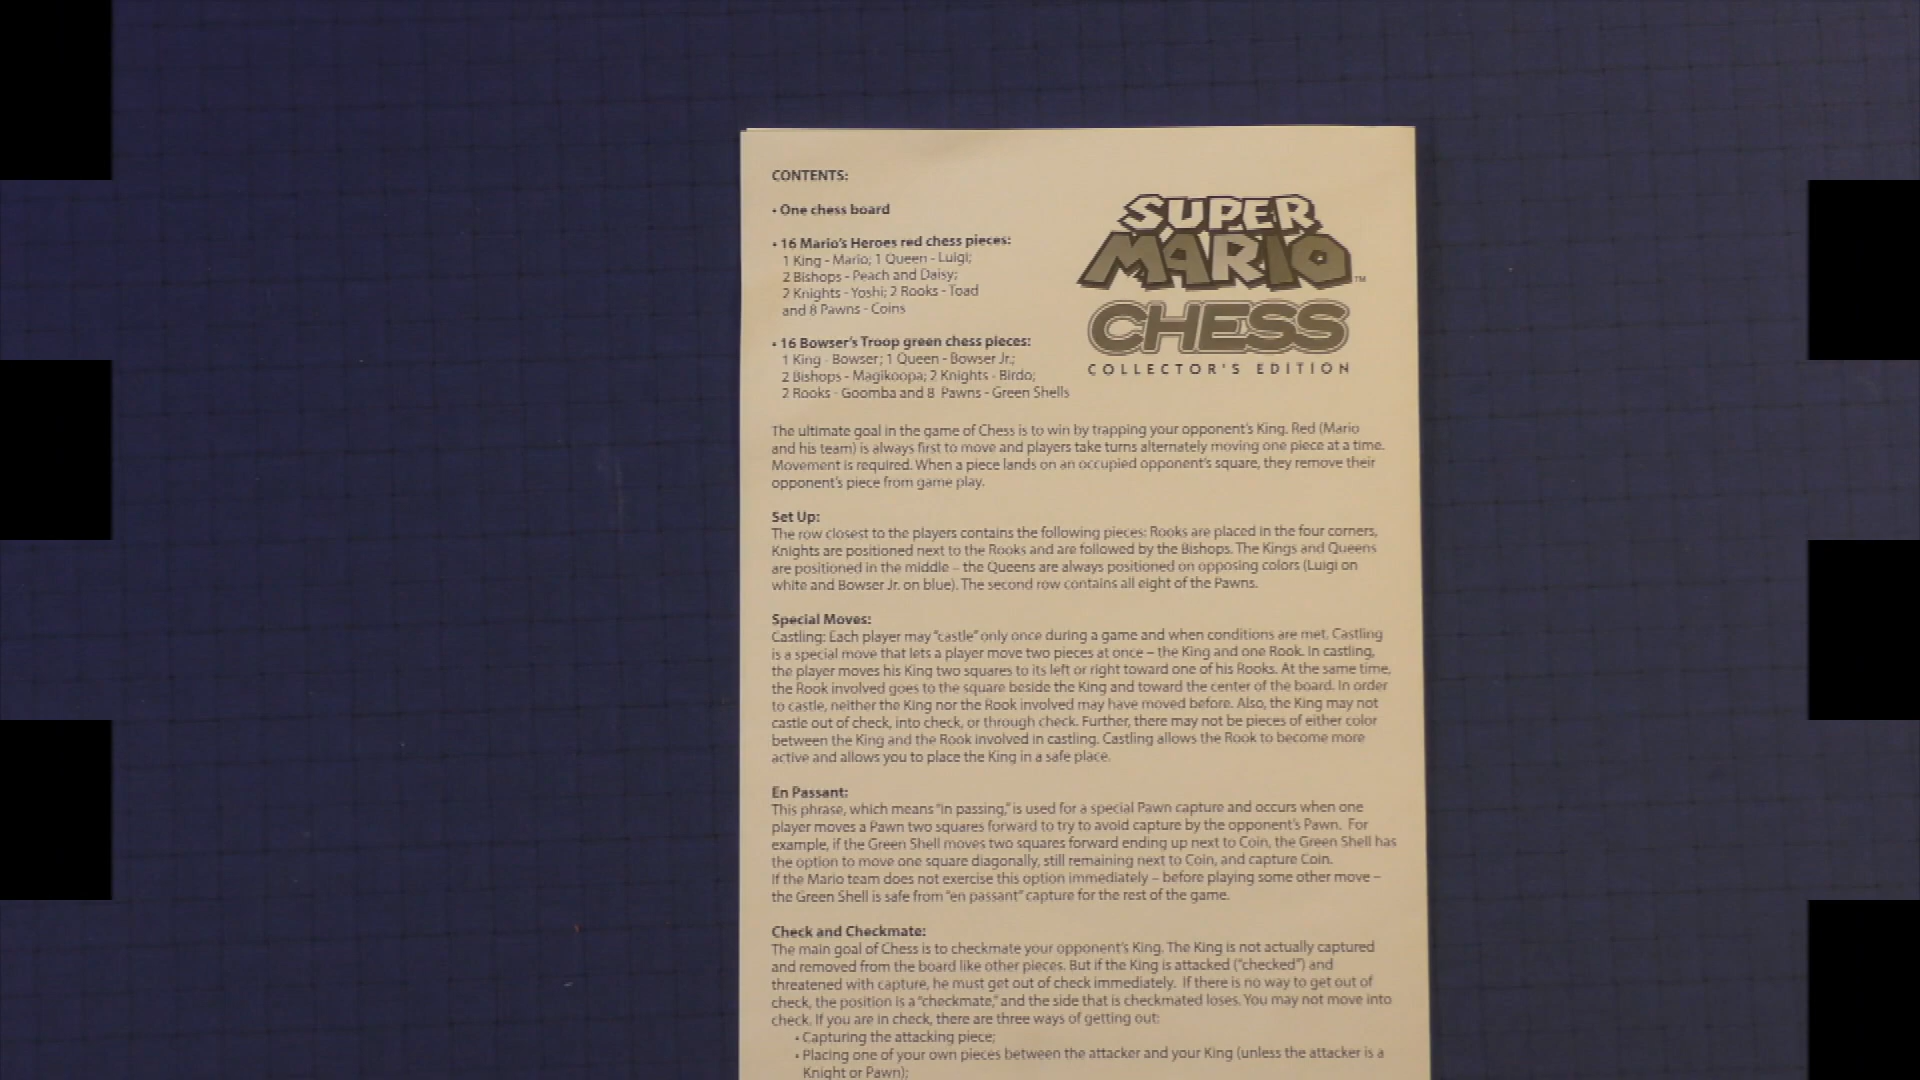 CONTENTS:
• One chess board
• 16 Mario's Heroes red chess pieces:
1 King - Mario; 1 Queen - Luigi;
2 Bishops - Peach and Daisy;
2 Knights - Yoshi; 2 Rooks - Toad
and 8 Pawns - Coins
• 16 Bowser's Troop green chess pieces:
1 King - Bowser; 1 Queen - Bowser Jr.;
2 Bishops - Magikoopa; 2 Knights - Birdo;
2 Rooks - Goomba and 8 Pawns - Green Shells
SUPER
MARIO™
CHESS
COLLECTOR'S EDITION
The ultimate goal in the game of Chess is to win by trapping your opponent's King. Red (Mario
and his team) is always first to move and players take turns alternately moving one piece at a time.
Movement is required. When a piece lands on an occupied opponent's square, they remove their
opponent's piece from game play.
Set Up:
The row closest to the players contains the following pieces: Rooks are placed in the four corners,
Knights are positioned next to the Rooks and are followed by the Bishops. The Kings and Queens
are positioned in the middle – the Queens are always positioned on opposing colors (Luigi on
white and Bowser Jr. on blue). The second row contains all eight of the Pawns.
Special Moves:
Castling: Each player may "castle" only once during a game and when conditions are met. Castling
is a special move that lets a player move two pieces at once – the King and one Rook. In castling,
the player moves his King two squares to its left or right toward one of his Rooks. At the same time,
the Rook involved goes to the square beside the King and toward the center of the board. In order
to castle, neither the King nor the Rook involved may have moved before. Also, the King may not
castle out of check, into check, or through check. Further, there may not be pieces of either color
between the King and the Rook involved in castling. Castling allows the Rook to become more
active and allows you to place the King in a safe place.
En Passant:
This phrase, which means "in passing," is used for a special Pawn capture and occurs when one
player moves a Pawn two squares forward to try to avoid capture by the opponent's Pawn. For
example, if the Green Shell moves two squares forward ending up next to Coin, the Green Shell has
the option to move one square diagonally, still remaining next to Coin, and capture Coin.
If the Mario team does not exercise this option immediately – before playing some other move –
the Green Shell is safe from "en passant" capture for the rest of the game.
Check and Checkmate:
The main goal of Chess is to checkmate your opponent's King. The King is not actually captured
and removed from the board like other pieces. But if the King is attacked ("checked") and
threatened with capture, he must get out of check immediately. If there is no way to get out of
check, the position is a "checkmate," and the side that is checkmated loses. You may not move into
check. If you are in check, there are three ways of getting out:
• Capturing the attacking piece;
• Placing one of your own pieces between the attacker and your King (unless the attacker is a
Knight or Pawn);